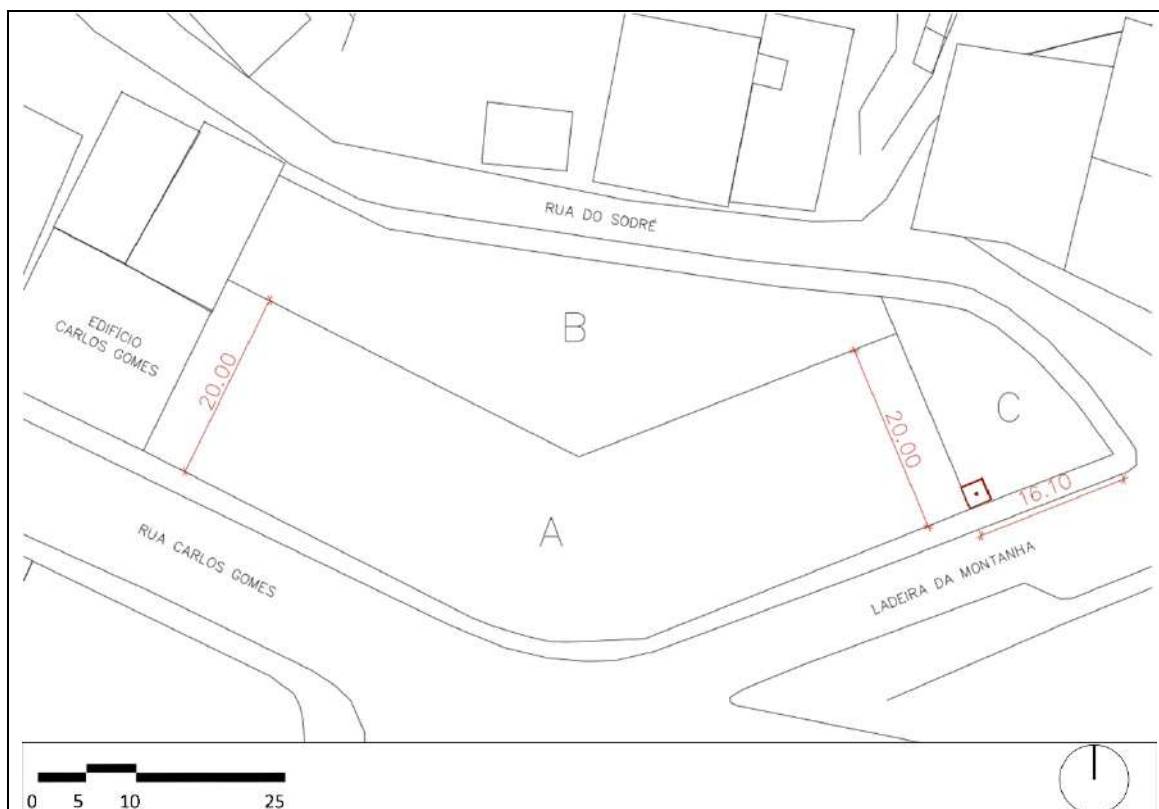 RUA DO SODRÉ
EDIFÍCIO
CARLOS GOMES
B
20.00
20.00
C
16.10
A
RUA CARLOS GOMES
LADEIRA DA MONTANHA
0 5 10 25